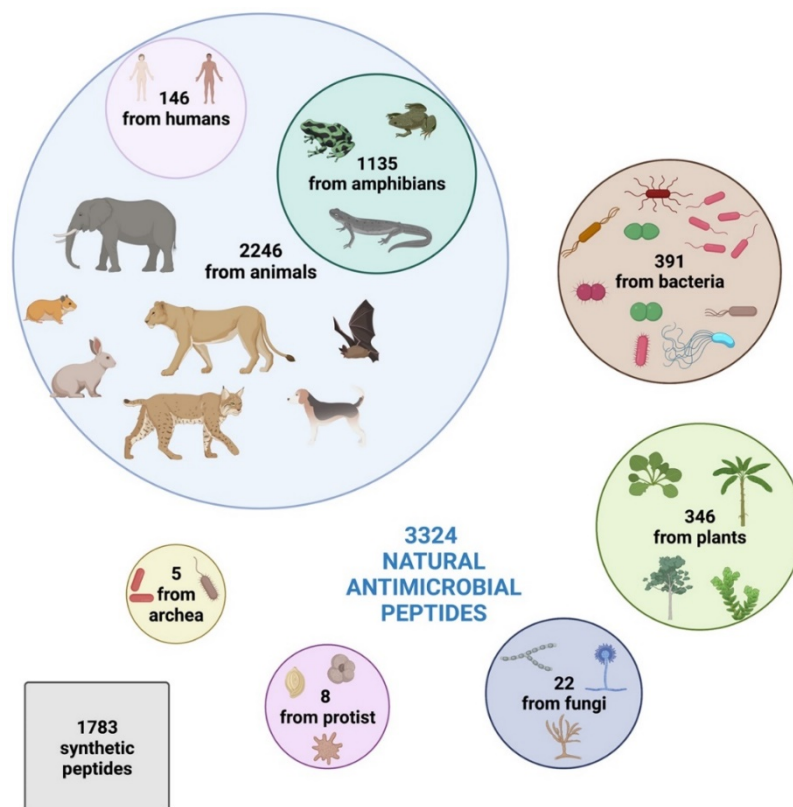 146
from humans
1135
from amphibians
2246
from animals
391
from bacteria
346
from plants
3324
NATURAL
ANTIMICROBIAL
PEPTIDES
5
from
archea
8
from protist
22
from fungi
1783
synthetic
peptides